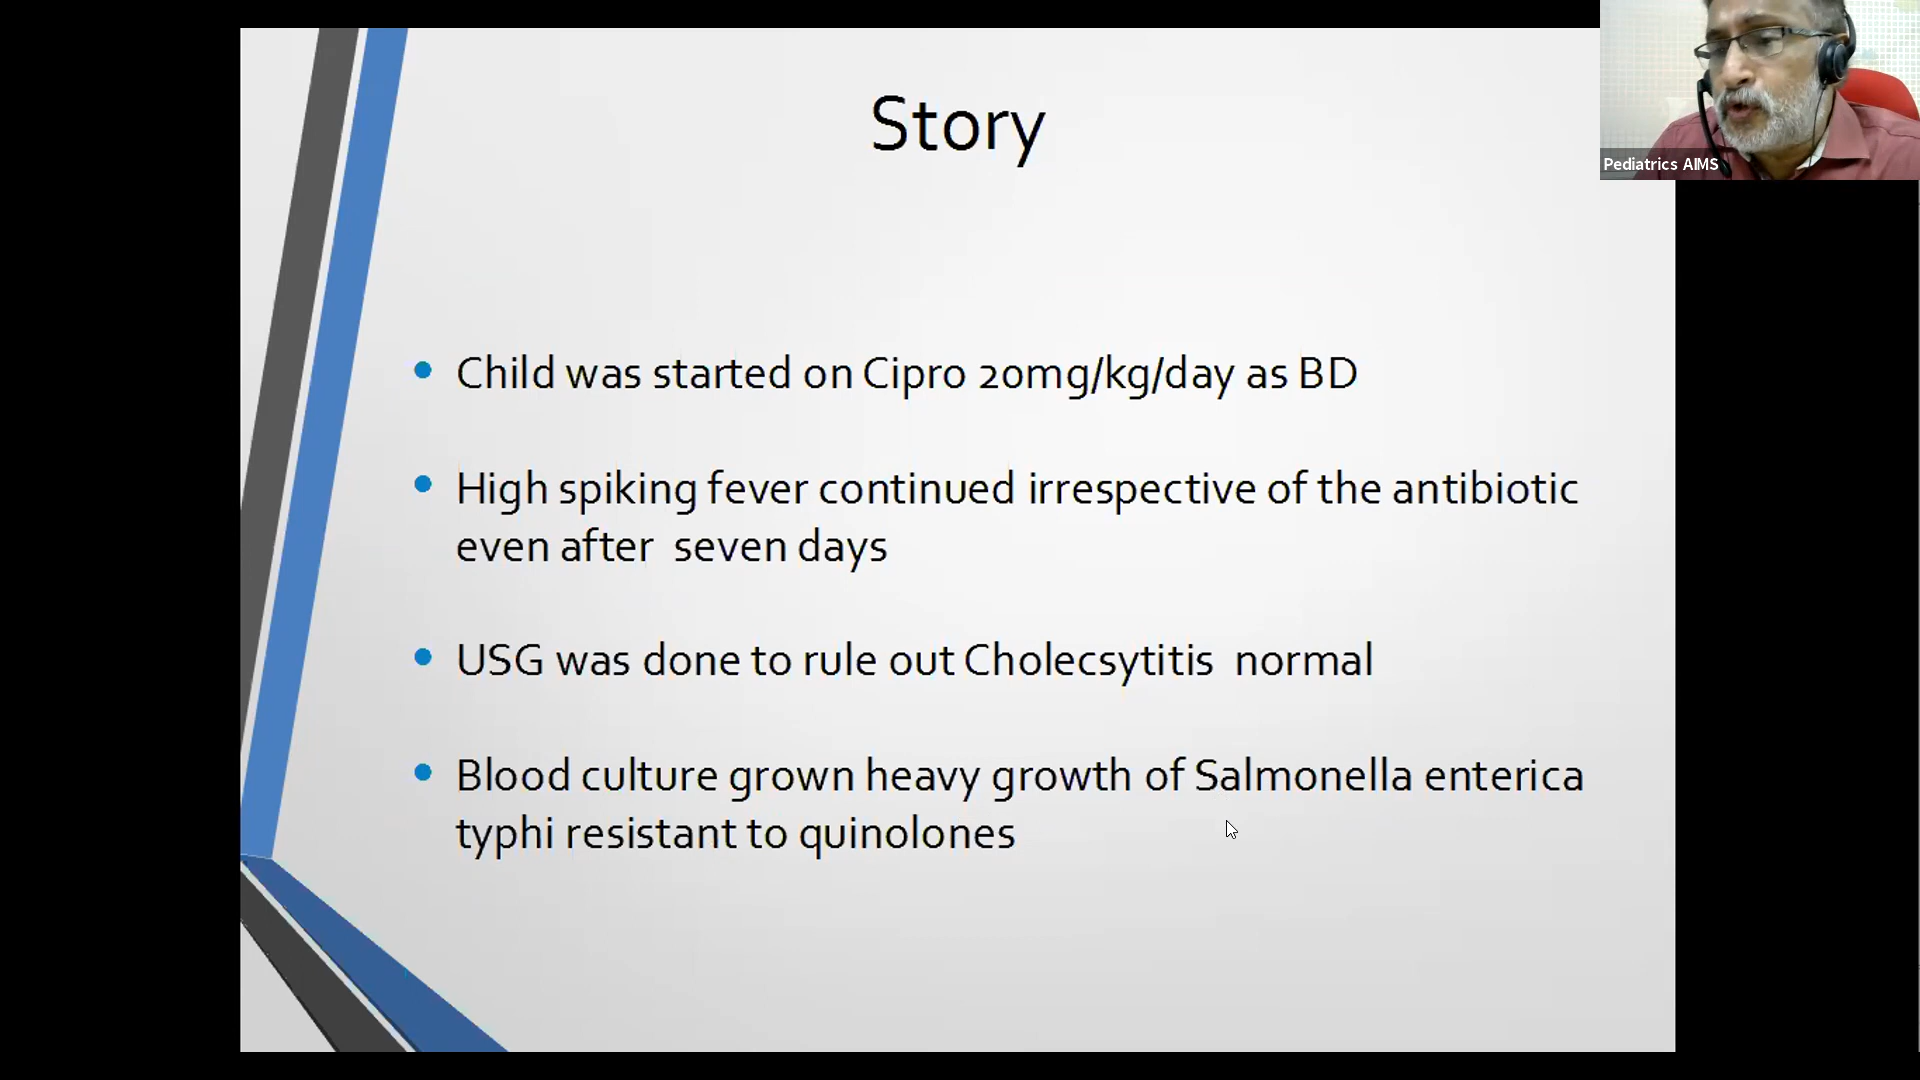 Story
Child was started on Cipro 20mg/kg/day as BD
High spiking fever continued irrespective of the antibiotic
even after seven days
USG was done to rule out Cholecsytitis normal
Blood culture grown heavy growth of Salmonella enterica
typhi resistant to quinolones
Pediatrics AIMS